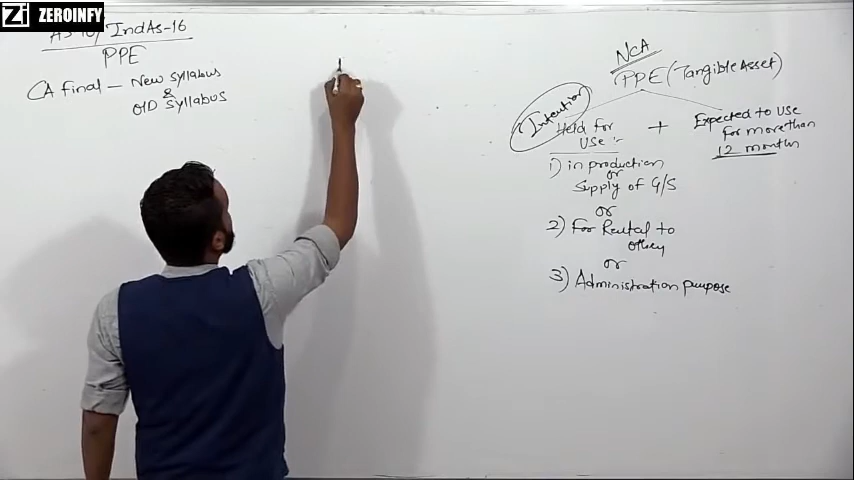 Zi ZEROINFY
AS-10/IndAs-16
PPE
CA final - New Syllabus
&
OlD Syllabus
NCA
PPE (Tangible Asset)
Intention
Held for
Use :-
+
Expected to Use
for more than
12 months
1) in production
or
Supply of G/S
or
2) For Rental to
others
or
3) Administration purpose